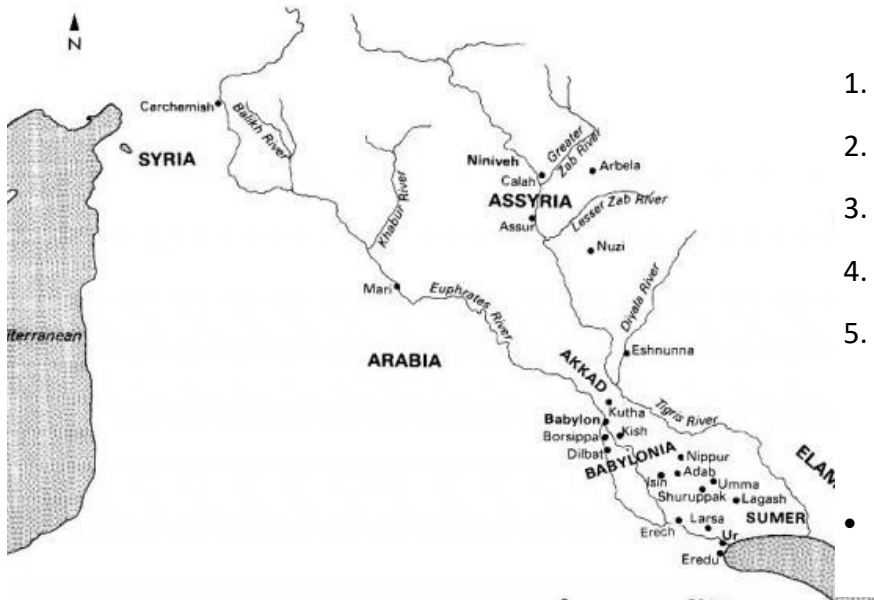 N
1.
Carchemish
Balikh River
2.
SYRIA
Niniveh
Greater
Zab River
Calah
Arbela
ASSYRIA
3.
Khabur River
Lesser Zab River
Assur
Nuzi
4.
Mari
Euphrates River
Diyala River
5.
iterranean
ARABIA
Eshnunna
AKKAD
Kutha
Tigris River
Babylon
Borsippa
Kish
Dilbat
BABYLONIA
Nippur
ELAM
Isin
Adab
Umma
Shuruppak
Lagash
•
Erech
Larsa
SUMER
Ur
Eredu